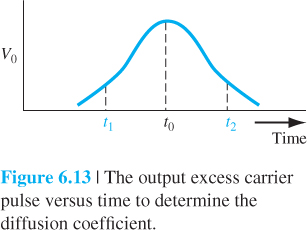 V₀
t₁ t₀ t₂
Time
Figure 6.13 | The output excess carrier
pulse versus time to determine the
diffusion coefficient.